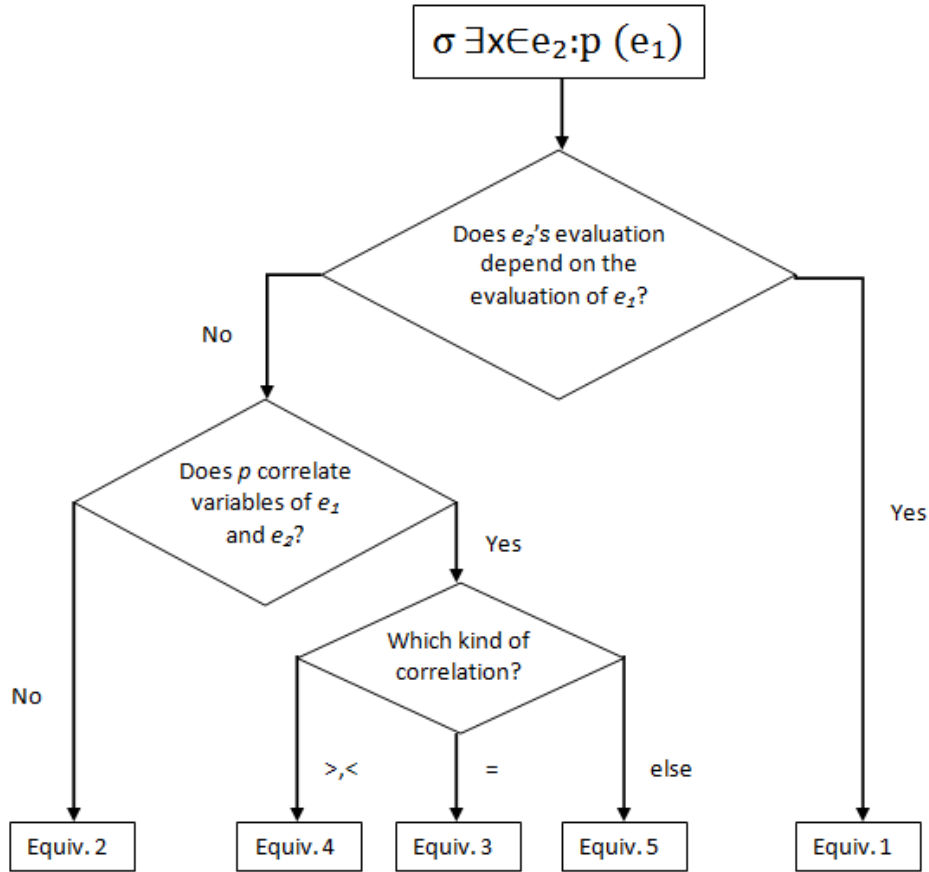 σ ∃x∈e₂:p (e₁)
Does e₂'s evaluation
depend on the
evaluation of e₁?
No
Does p correlate
variables of e₁
and e₂?
Yes
Yes
Which kind of
correlation?
No
>,<
=
else
Equiv. 2
Equiv. 4
Equiv. 3
Equiv. 5
Equiv. 1